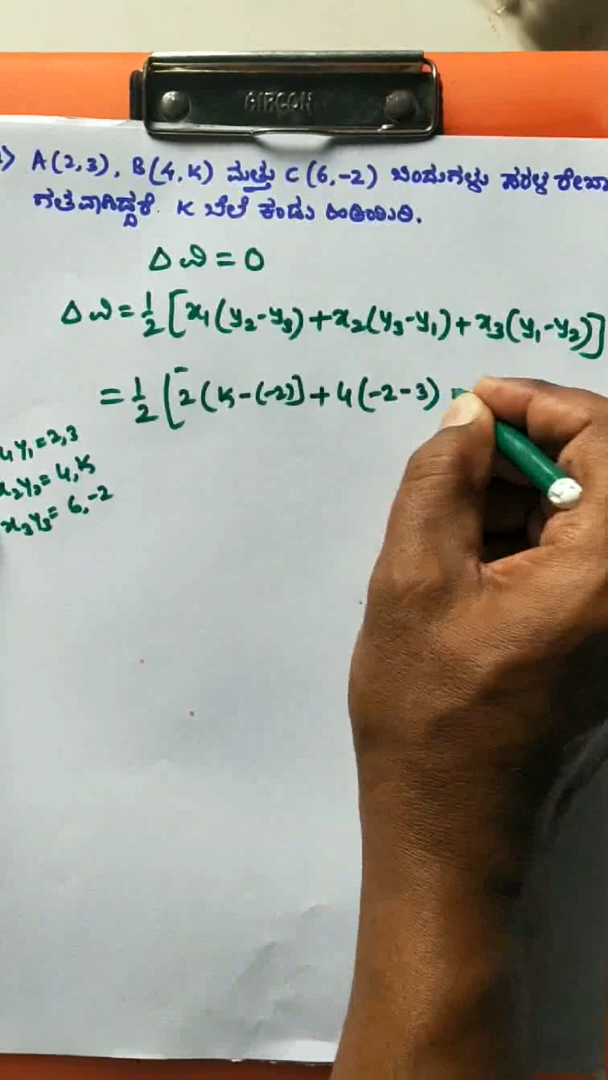 AIRCON
) A(2,3), B(4,K) ಮತ್ತು C(6,-2) ಬಿಂದುಗಳು ಸರಳ ರೇಖಾ
ಗತವಾಗಿದ್ದರೆ. K ಬೆಲೆ ಕಂಡು ಹಿಡಿಯಿರಿ.
Δ ವಿ = 0
Δ ವಿ = 1/2 [x₁(y₂-y₃)+x₂(y₃-y₁)+x₃(y₁-y₂)]
= 1/2 [2(K-(-2)]+4(-2-3)
y₁=2,3
x₂y₂=4,K
x₃y₃=6,-2